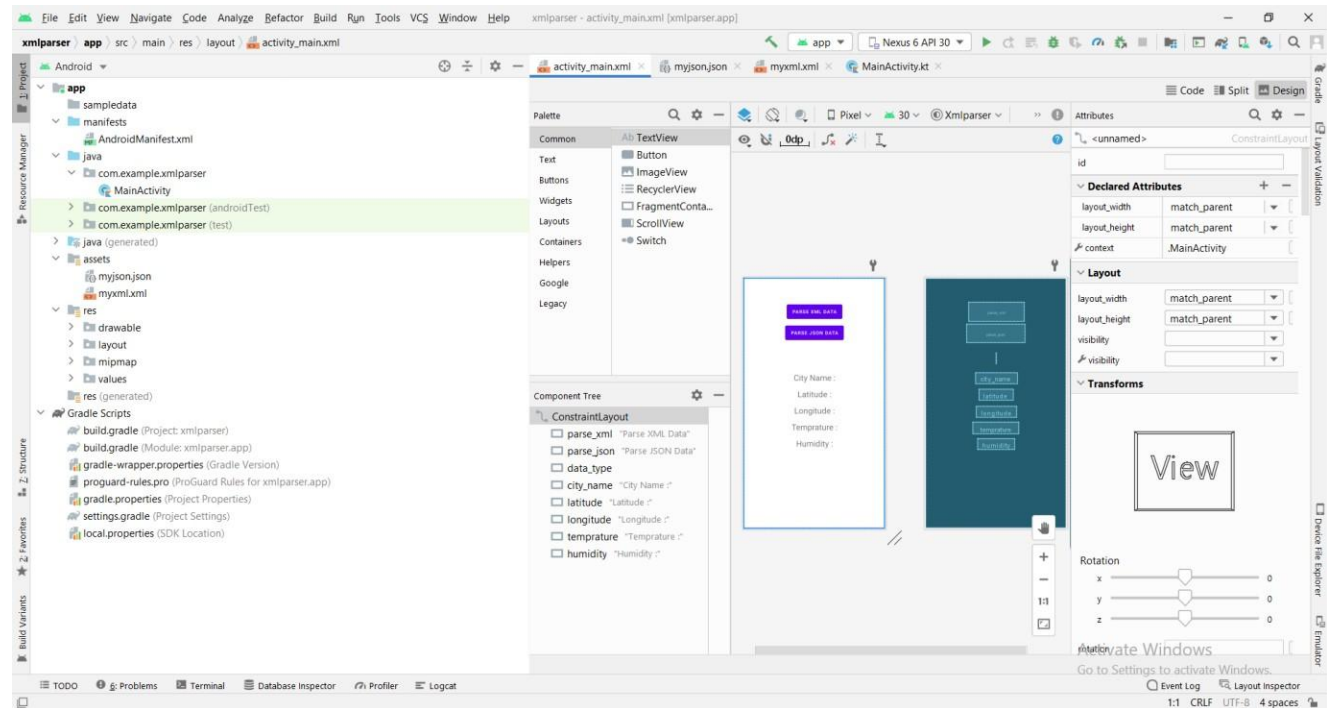 File Edit View Navigate Code Analyze Refactor Build Run Tools VCS Window Help xmlparser - activity_main.xml [xmlparser.app]
xmlparser app src main res layout activity_main.xml
app Nexus 6 API 30
1: Project
Resource Manager
Z: Structure
2: Favorites
Build Variants
Android
app
sampledata
manifests
AndroidManifest.xml
java
com.example.xmlparser
MainActivity
com.example.xmlparser (androidTest)
com.example.xmlparser (test)
java (generated)
assets
myjson.json
myxml.xml
res
drawable
layout
mipmap
values
res (generated)
Gradle Scripts
build.gradle (Project: xmlparser)
build.gradle (Module: xmlparser.app)
gradle-wrapper.properties (Gradle Version)
proguard-rules.pro (ProGuard Rules for xmlparser.app)
gradle.properties (Project Properties)
settings.gradle (Project Settings)
local.properties (SDK Location)
activity_main.xml myjson.json myxml.xml MainActivity.kt
Code Split Design
Palette
Common
Text
Buttons
Widgets
Layouts
Containers
Helpers
Google
Legacy
Ab TextView
Button
ImageView
RecyclerView
FragmentConta...
ScrollView
Switch
Component Tree
ConstraintLayout
parse_xml "Parse XML Data"
parse_json "Parse JSON Data"
data_type
city_name "City Name :"
latitude "Latitude :"
longitude "Longitude :"
temprature "Temprature :"
humidity "Humidity :"
Pixel 30 Xmlparser
0dp
PARSE XML DATA
PARSE JSON DATA
City Name :
Latitude :
Longitude :
Temprature :
Humidity :
city_name
latitude
longitude
temprature
humidity
1:1
Attributes
<unnamed> ConstraintLayout
id
Declared Attributes
layout_width match_parent
layout_height match_parent
context .MainActivity
Layout
layout_width match_parent
layout_height match_parent
visibility
visibility
Transforms
View
Rotation
x 0
y 0
z 0
rotation
Activate Windows
Go to Settings to activate Windows.
Gradle
Layout Validation
Device File Explorer
Emulator
TODO 6: Problems Terminal Database Inspector Profiler Logcat Event Log Layout Inspector
1:1 CRLF UTF-8 4 spaces